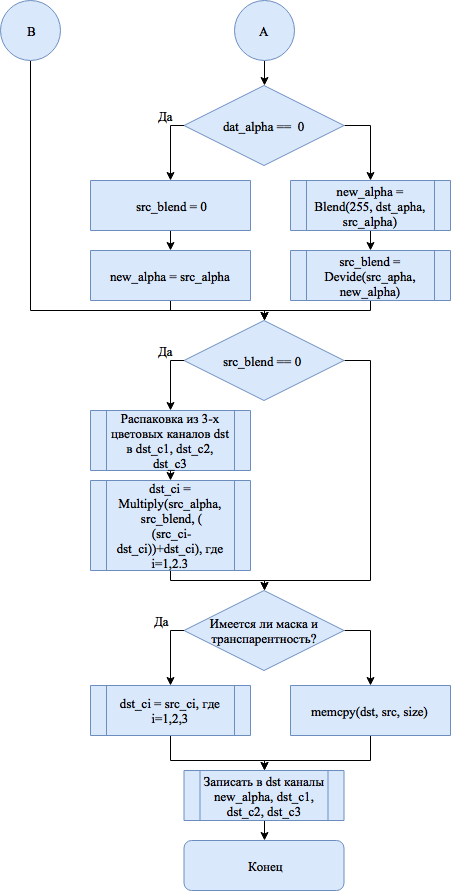 B
A
dat_alpha == 0
Да
src_blend = 0
new_alpha =
Blend(255, dst_apha,
src_alpha)
new_alpha = src_alpha
src_blend =
Devide(src_apha,
new_alpha)
Да
src_blend == 0
Распаковка из 3-х
цветовых каналов dst
в dst_c1, dst_c2,
dst_c3
dst_ci =
Multiply(src_alpha,
src_blend, (
(src_ci-
dst_ci))+dst_ci), где
i=1,2.3
Да
Имеется ли маска и
транспарентность?
dst_ci = src_ci, где
i=1,2,3
memcpy(dst, src, size)
Записать в dst каналы
new_alpha, dst_c1,
dst_c2, dst_c3
Конец